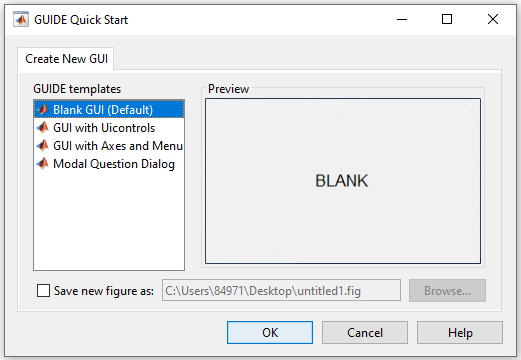 GUIDE Quick Start
Create New GUI
GUIDE templates
Preview
Blank GUI (Default)
GUI with Uicontrols
GUI with Axes and Menu
Modal Question Dialog
BLANK
Save new figure as:
C:\Users\84971\Desktop\untitled1.fig
Browse...
OK
Cancel
Help